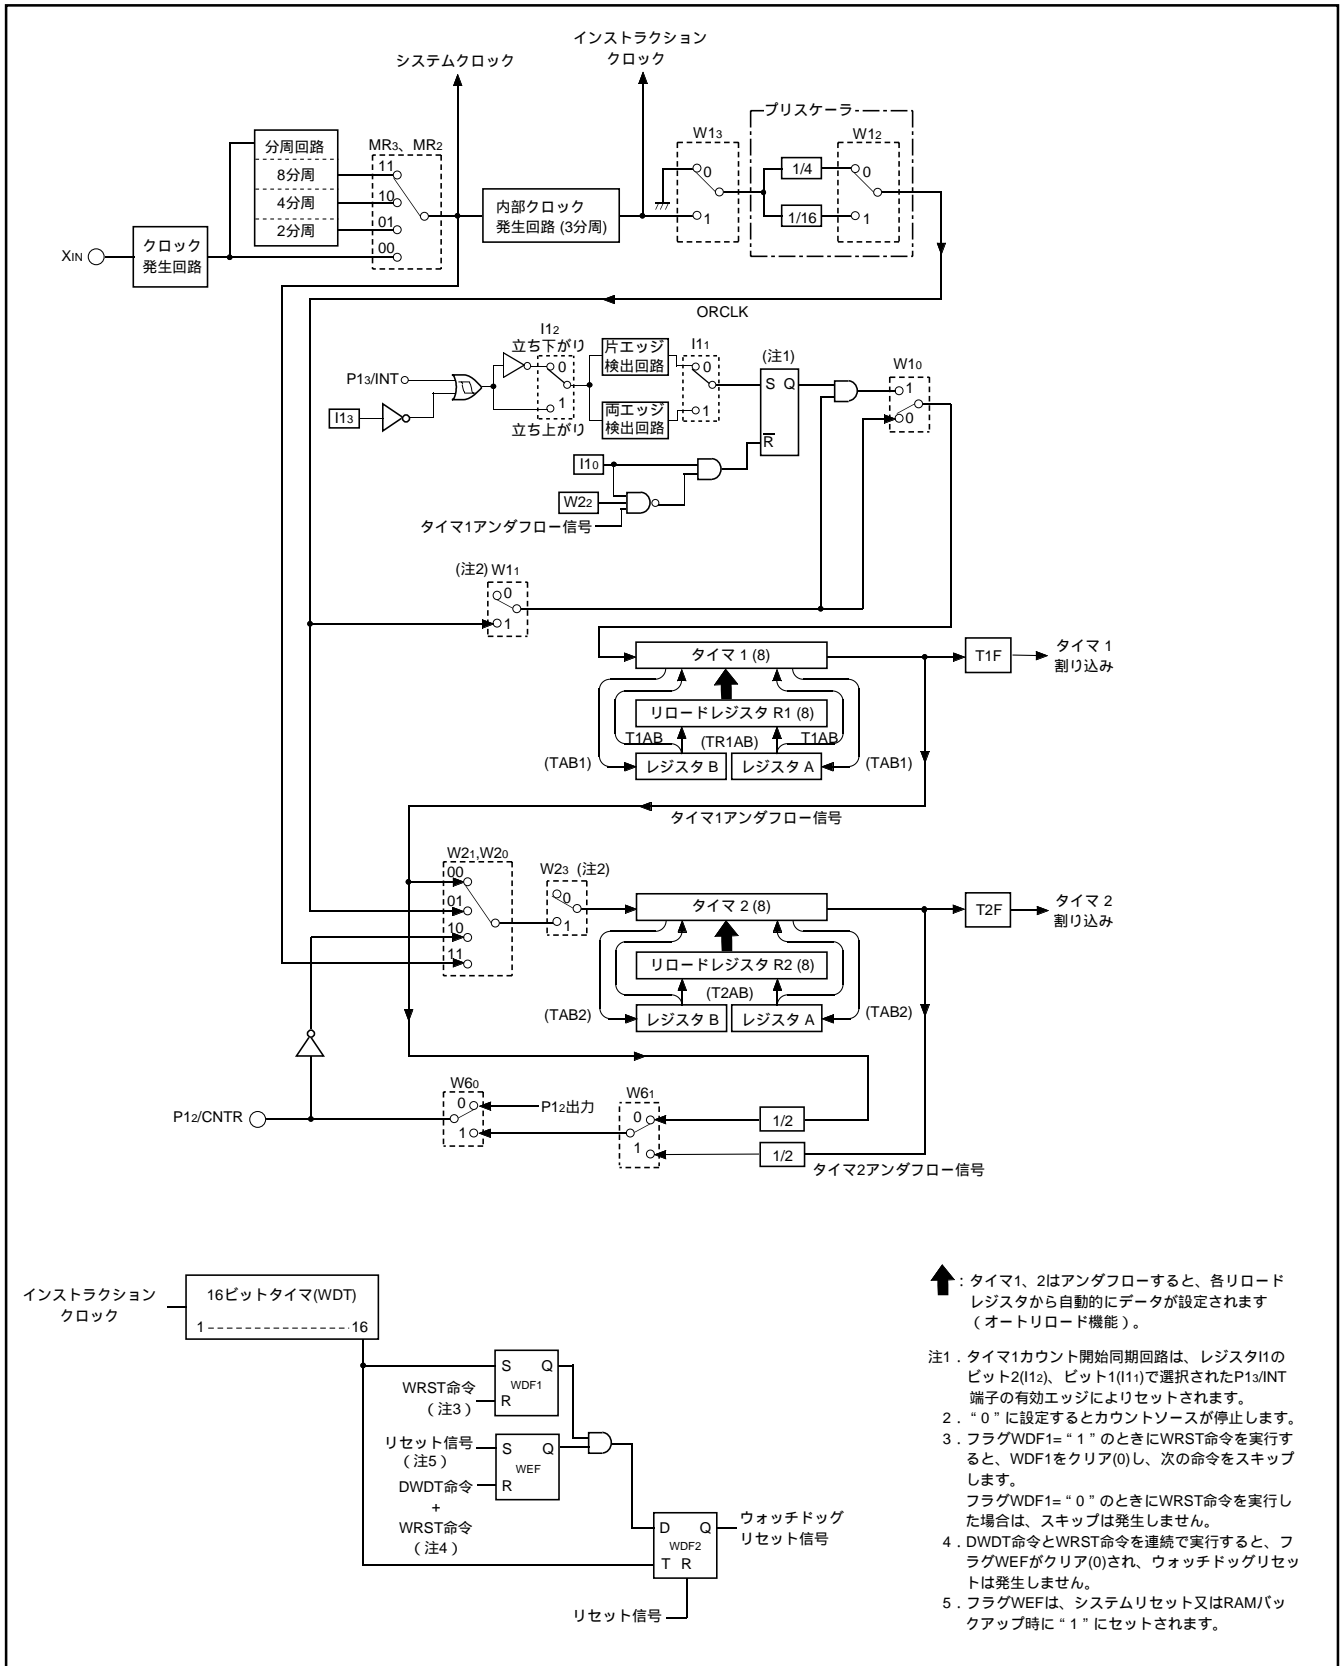 インストラクション
クロック
システムクロック
プリスケーラ
W13
W12
分周回路
MR3、MR2
8分周
11
4分周
10
2分周
01
00
0
1
1/4
1/16
0
1
内部クロック
発生回路 (3分周)
XIN
クロック
発生回路
ORCLK
I12
立ち下がり
片エッジ
検出回路
I11
(注1)
W10
P13/INT
0
0
S Q
1
I13
1
両エッジ
検出回路
1
0
立ち上がり
R
I10
W22
タイマ1アンダフロー信号
(注2) W11
0
1
タイマ 1 (8)
T1F
タイマ 1
割り込み
リロードレジスタ R1 (8)
T1AB
(TR1AB)
T1AB
(TAB1)
レジスタ B
レジスタ A
(TAB1)
タイマ1アンダフロー信号
W21,W20
W23 (注2)
00
01
10
11
0
1
タイマ 2 (8)
T2F
タイマ 2
割り込み
リロードレジスタ R2 (8)
(T2AB)
(TAB2)
レジスタ B
レジスタ A
(TAB2)
W60
W61
P12/CNTR
0
1
P12出力
0
1
1/2
1/2
タイマ2アンダフロー信号
インストラクション
クロック
16ビットタイマ(WDT)
1 - - - - - - - - - - - - - 16
S Q
WDF1
R
WRST命令
（注3）
リセット信号
（注5）
S Q
WEF
R
DWDT命令
+
WRST命令
（注4）
D Q
WDF2
T R
ウォッチドッグ
リセット信号
リセット信号
：タイマ1、2はアンダフローすると、各リロード
レジスタから自動的にデータが設定されます
（オートリロード機能）。
注1．タイマ1カウント開始同期回路は、レジスタI1の
ビット2(I12)、ビット1(I11)で選択されたP13/INT
端子の有効エッジによりセットされます。
2．“0”に設定するとカウントソースが停止します。
3．フラグWDF1=“1”のときにWRST命令を実行す
ると、WDF1をクリア(0)し、次の命令をスキップ
します。
フラグWDF1=“0”のときにWRST命令を実行し
た場合は、スキップは発生しません。
4．DWDT命令とWRST命令を連続で実行すると、フ
ラグWEFがクリア(0)され、ウォッチドッグリセッ
トは発生しません。
5．フラグWEFは、システムリセット又はRAMバッ
クアップ時に“1”にセットされます。